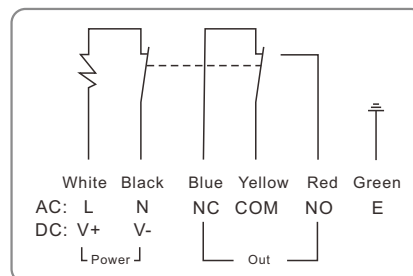 White Black Blue Yellow Red Green
AC: L N NC COM NO E
DC: V+ V-
Power Out